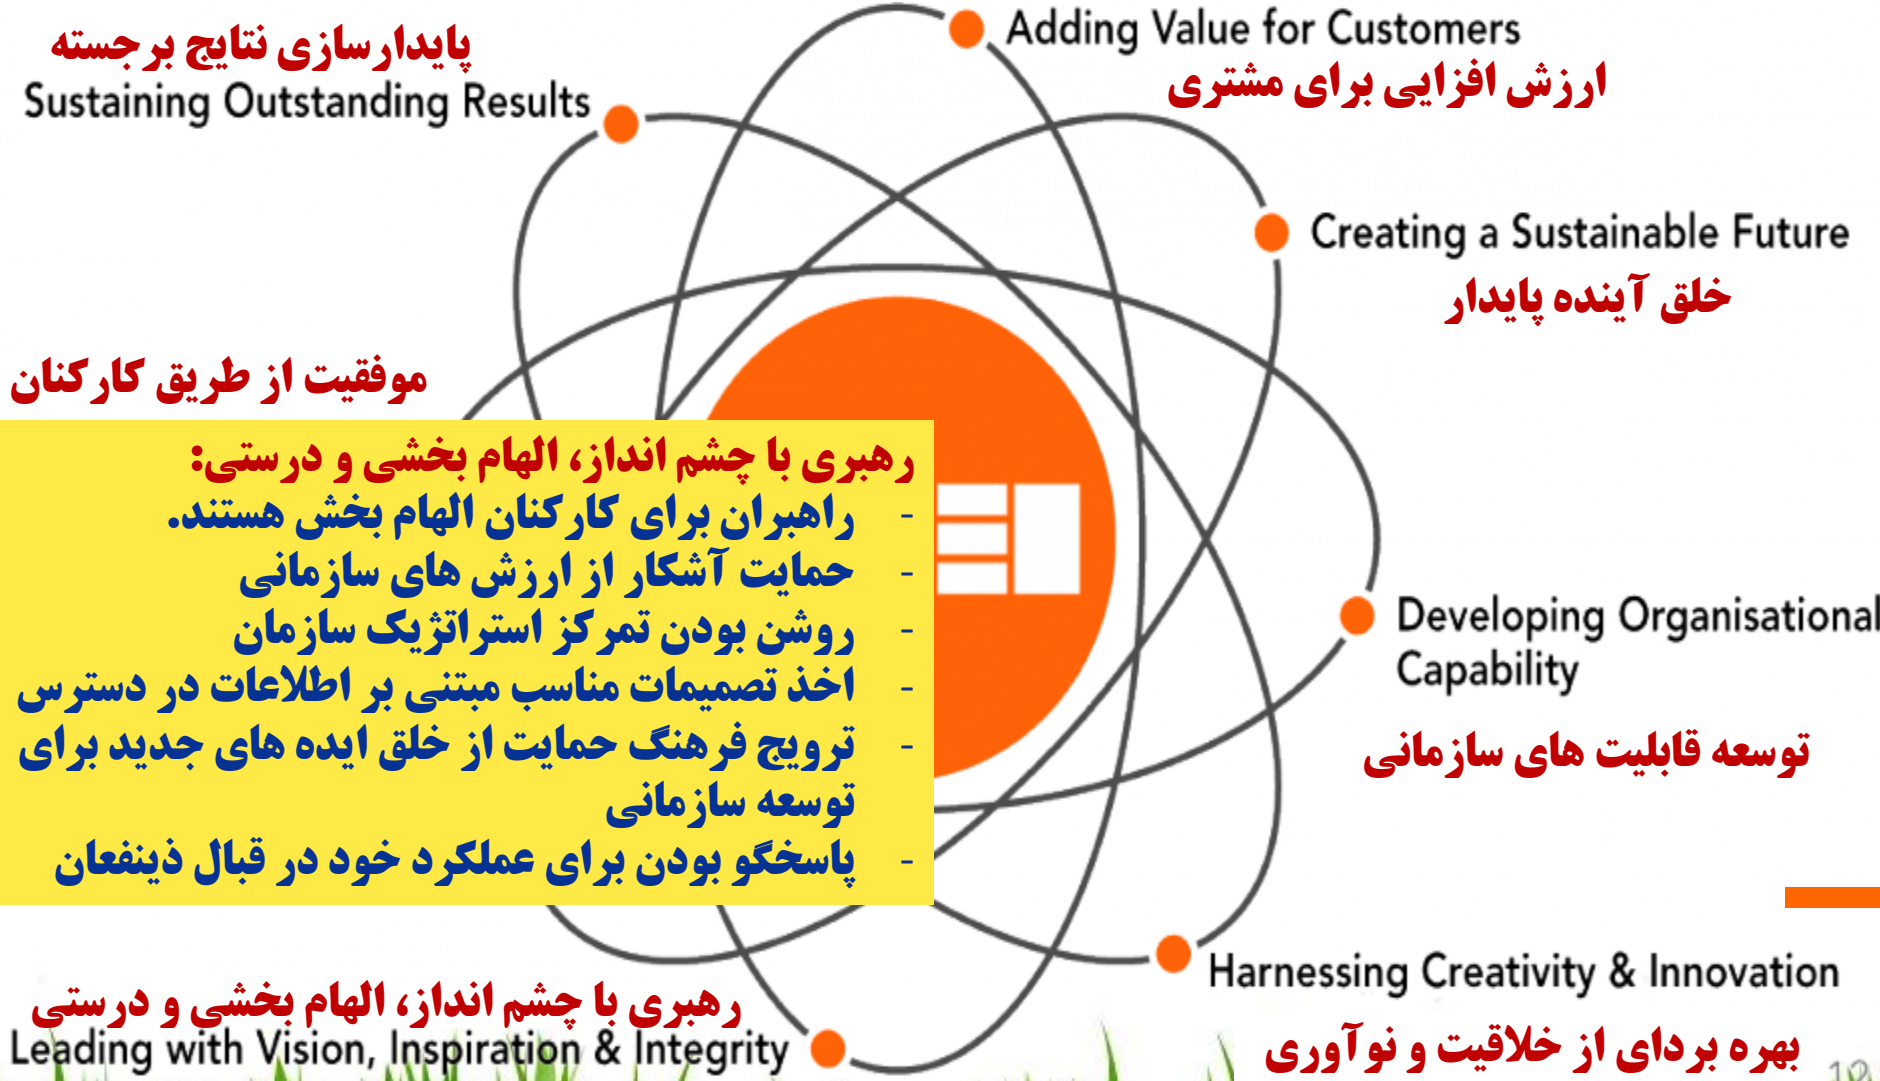 پایدارسازی نتایج برجسته
Sustaining Outstanding Results
Adding Value for Customers
ارزش افزایی برای مشتری
Creating a Sustainable Future
خلق آینده پایدار
موفقیت از طریق کارکنان
رهبری با چشم انداز، الهام بخشی و درستی:
- راهبران برای کارکنان الهام بخش هستند.
- حمایت آشکار از ارزش های سازمانی
- روشن بودن تمرکز استراتژیک سازمان
- اخذ تصمیمات مناسب مبتنی بر اطلاعات در دسترس
- ترویج فرهنگ حمایت از خلق ایده های جدید برای
توسعه سازمانی
- پاسخگو بودن برای عملکرد خود در قبال ذینفعان
Developing Organisational
Capability
توسعه قابلیت های سازمانی
Harnessing Creativity & Innovation
بهره بردای از خلاقیت و نوآوری
رهبری با چشم انداز، الهام بخشی و درستی
Leading with Vision, Inspiration & Integrity